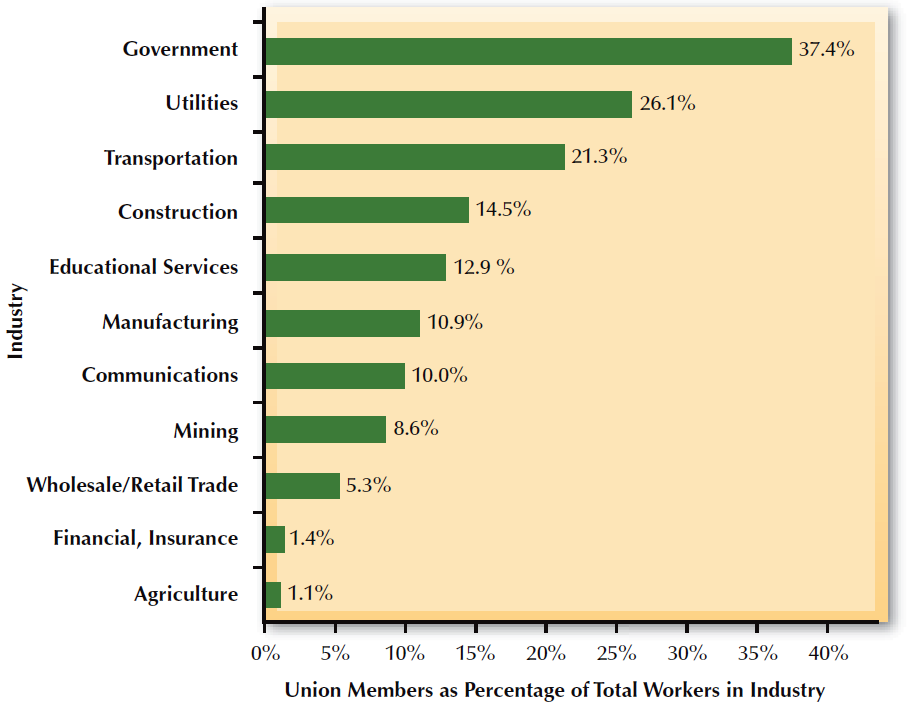 Government 37.4%
Utilities 26.1%
Transportation 21.3%
Construction 14.5%
Educational Services 12.9 %
Manufacturing 10.9%
Communications 10.0%
Mining 8.6%
Wholesale/Retail Trade 5.3%
Financial, Insurance 1.4%
Agriculture 1.1%
Industry
0% 5% 10% 15% 20% 25% 30% 35% 40%
Union Members as Percentage of Total Workers in Industry